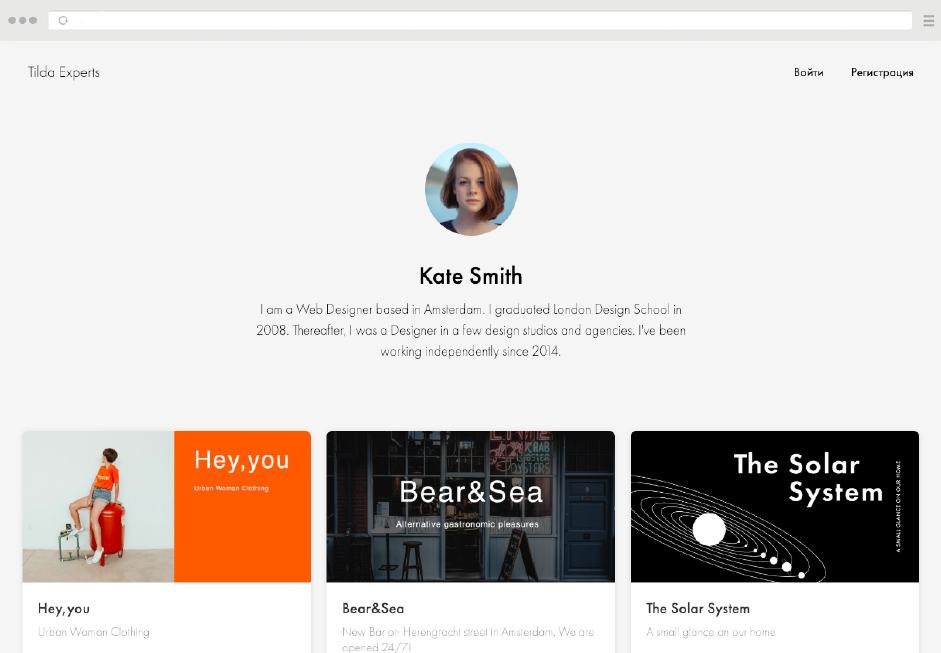 Tilda Experts
Войти
Регистрация
Kate Smith
I am a Web Designer based in Amsterdam. I graduated London Design School in
2008. Thereafter, I was a Designer in a few design studios and agencies. I've been
working independently since 2014.
Hey,you
Urban Woman Clothing
CRAB
OYSTERS
Bear&Sea
Alternative gastronomic pleasures
The Solar
System
A SMALL GLANCE ON OUR HOME
Hey,you
Urban Woman Clothing
Bear&Sea
New Bar on Herengracht street in Amsterdam. We are
opened 24/7!
The Solar System
A small glance on our home